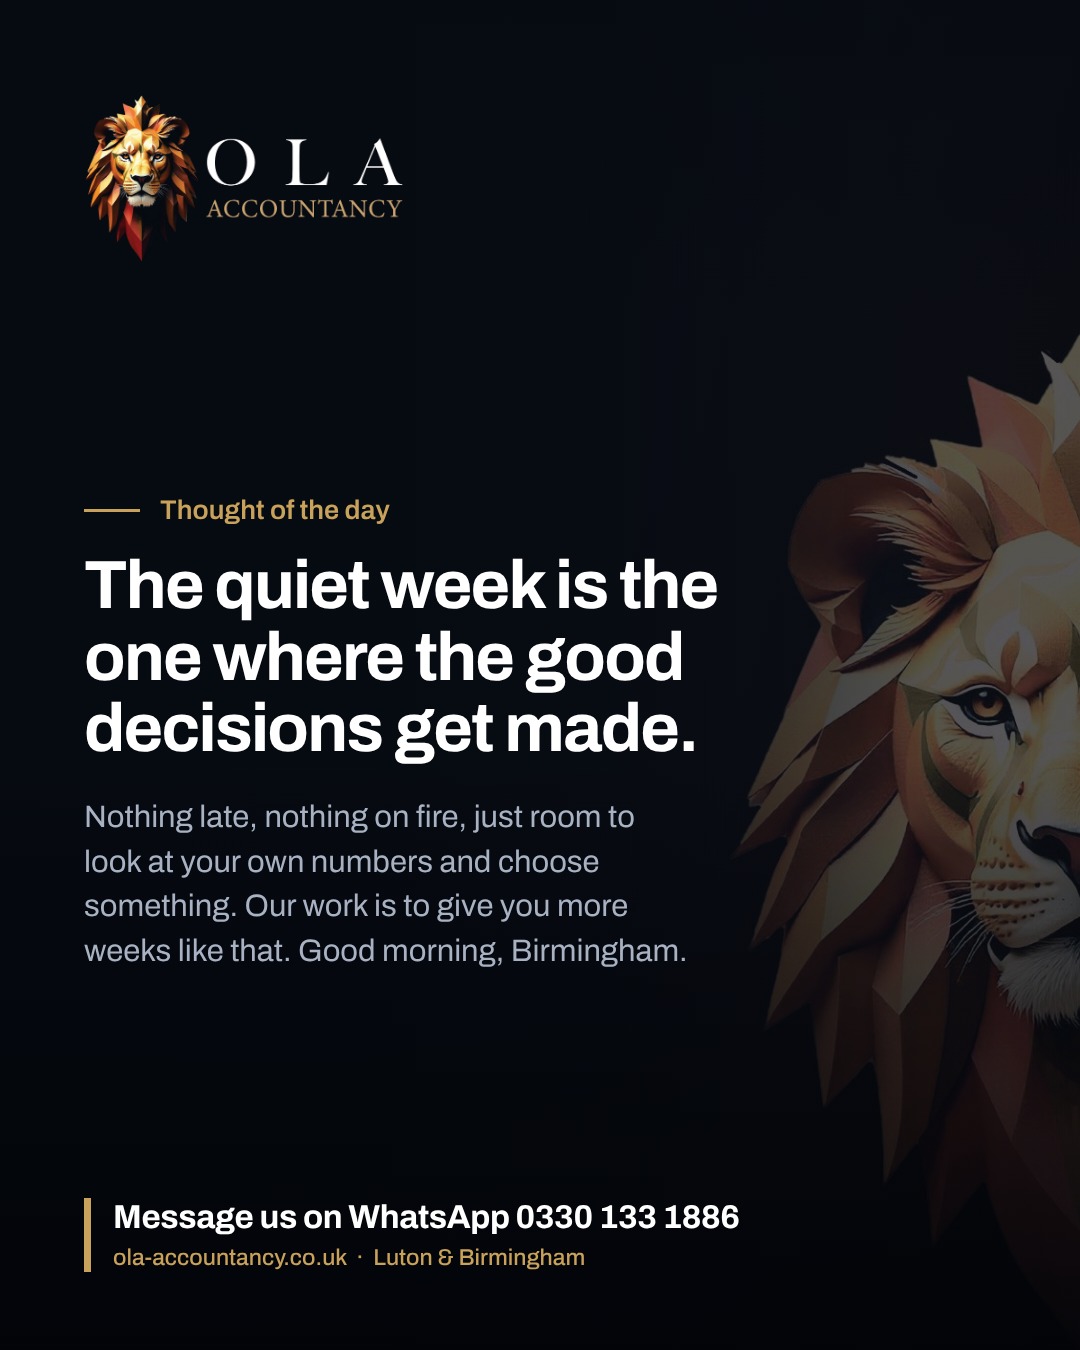 OLA
ACCOUNTANCY
Thought of the day
The quiet week is the
one where the good
decisions get made.
Nothing late, nothing on fire, just room to
look at your own numbers and choose
something. Our work is to give you more
weeks like that. Good morning, Birmingham.
Message us on WhatsApp 0330 133 1886
ola-accountancy.co.uk · Luton & Birmingham